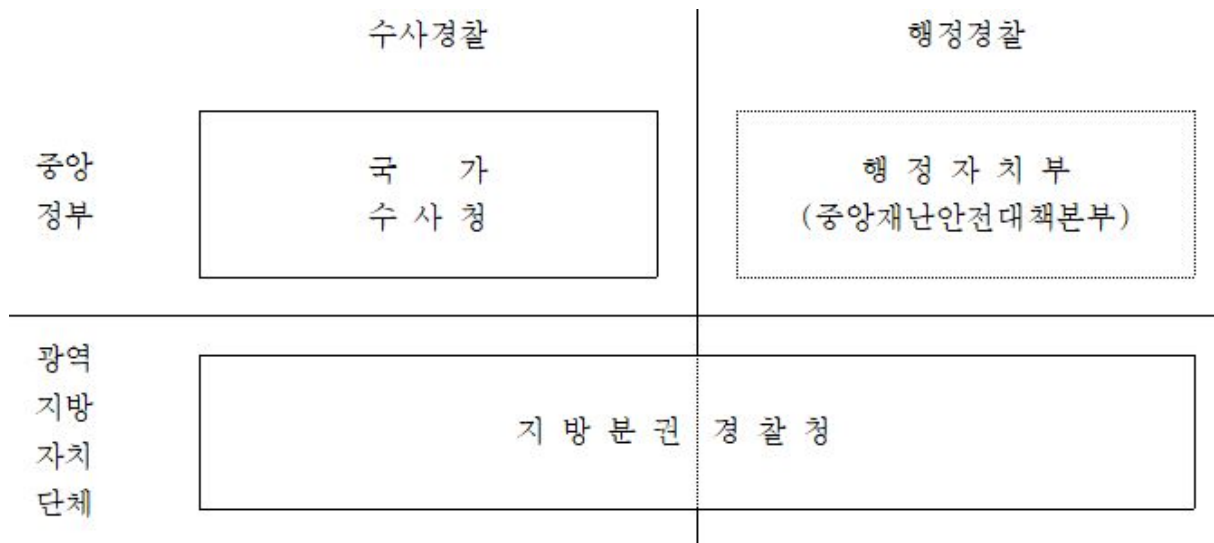 수사경찰 행정경찰
중앙
정부
국 가
수 사 청
행 정 자 치 부
(중앙재난안전대책본부)
광역
지방
자치
단체
지 방 분 권 경 찰 청